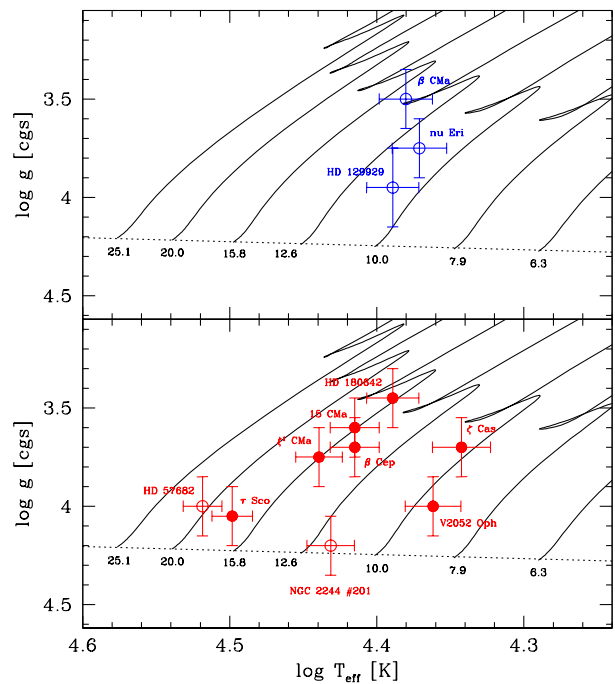 3.5
4
4.5
log g [cgs]
β CMa
nu Eri
HD 129929
25.1 20.0 15.8 12.6 10.0 7.9 6.3
3.5
4
4.5
log g [cgs]
HD 180642
15 CMa
ξ¹ CMa
β Cep
ζ Cas
HD 57682
τ Sco
V2052 Oph
NGC 2244 #201
25.1 20.0 15.8 12.6 10.0 7.9 6.3
4.6 4.5 4.4 4.3
log T_eff [K]